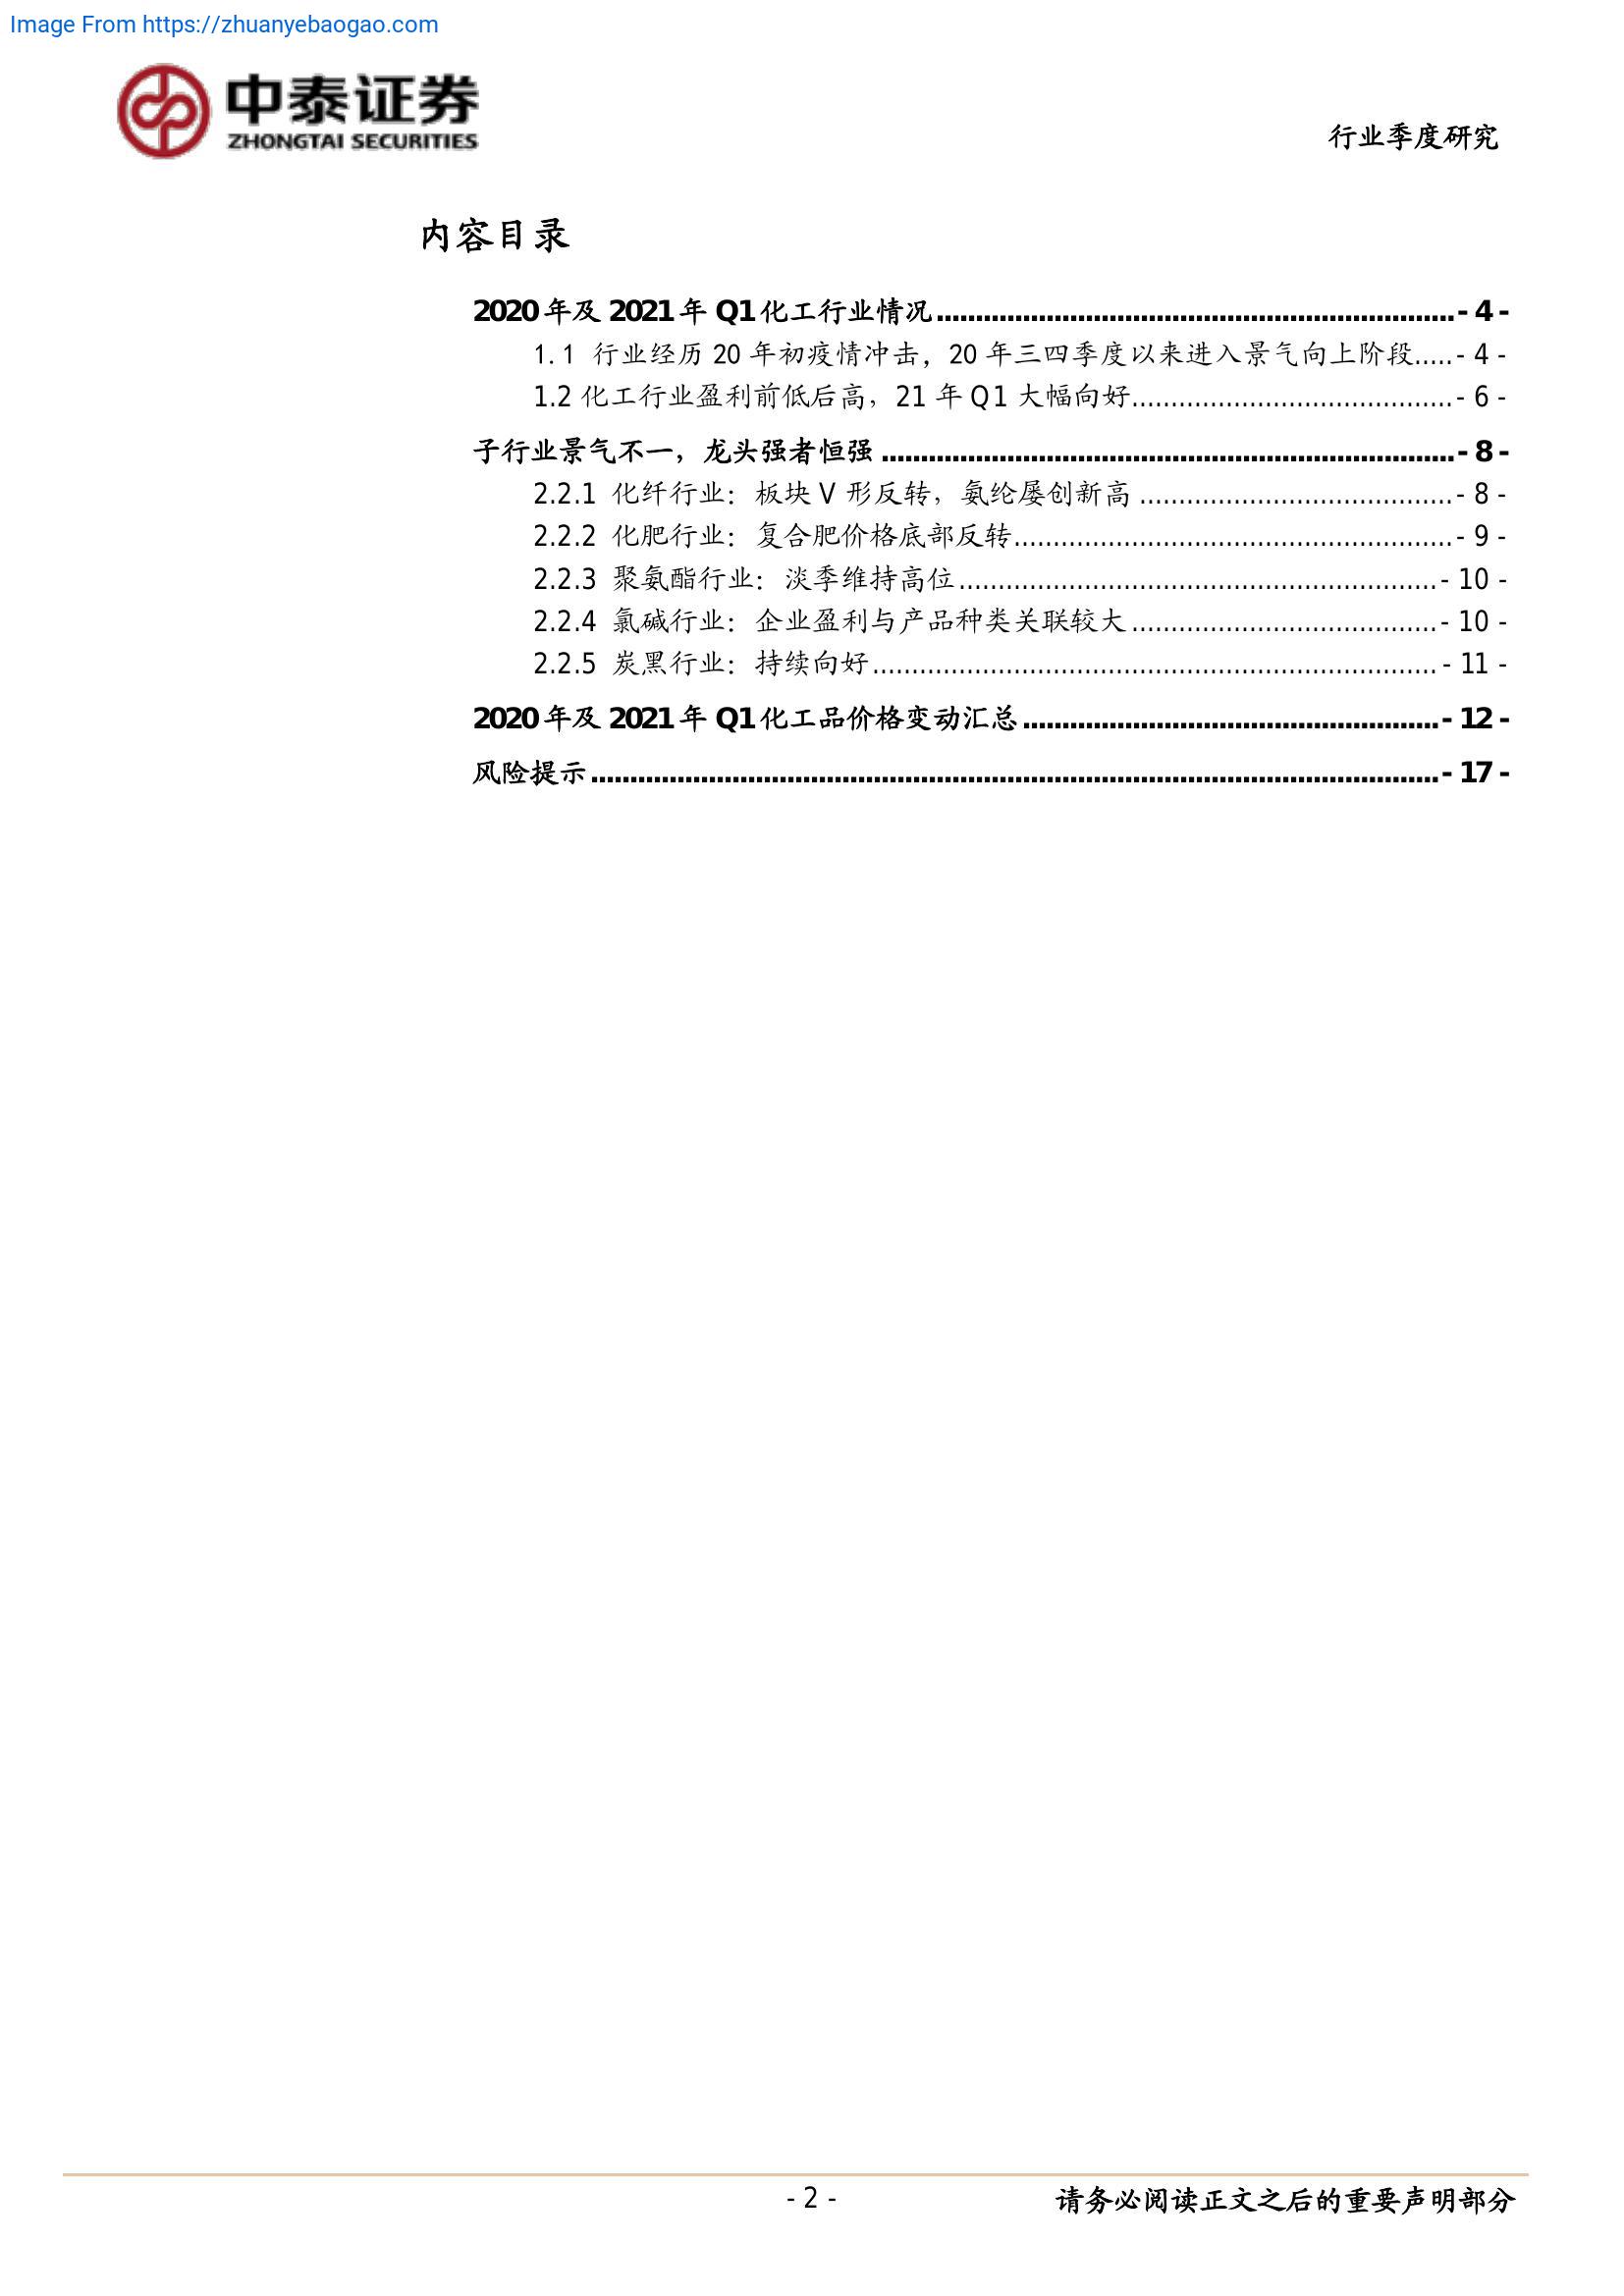 Image From https://zhuanyebaogao.com
中泰证券
ZHONGTAI SECURITIES
行业季度研究
内容目录
2020 年及 2021 年 Q1 化工行业情况................................................................- 4 -
1.1 行业经历 20 年初疫情冲击，20 年三四季度以来进入景气向上阶段.....- 4 -
1.2 化工行业盈利前低后高，21 年 Q1 大幅向好.........................................- 6 -
子行业景气不一，龙头强者恒强 .......................................................................- 8 -
2.2.1 化纤行业：板块 V 形反转，氨纶屡创新高 ........................................- 8 -
2.2.2 化肥行业：复合肥价格底部反转........................................................- 9 -
2.2.3 聚氨酯行业：淡季维持高位.............................................................- 10 -
2.2.4 氯碱行业：企业盈利与产品种类关联较大.......................................- 10 -
2.2.5 炭黑行业：持续向好........................................................................- 11 -
2020 年及 2021 年 Q1 化工品价格变动汇总....................................................- 12 -
风险提示 ..........................................................................................................- 17 -
- 2 -
请务必阅读正文之后的重要声明部分